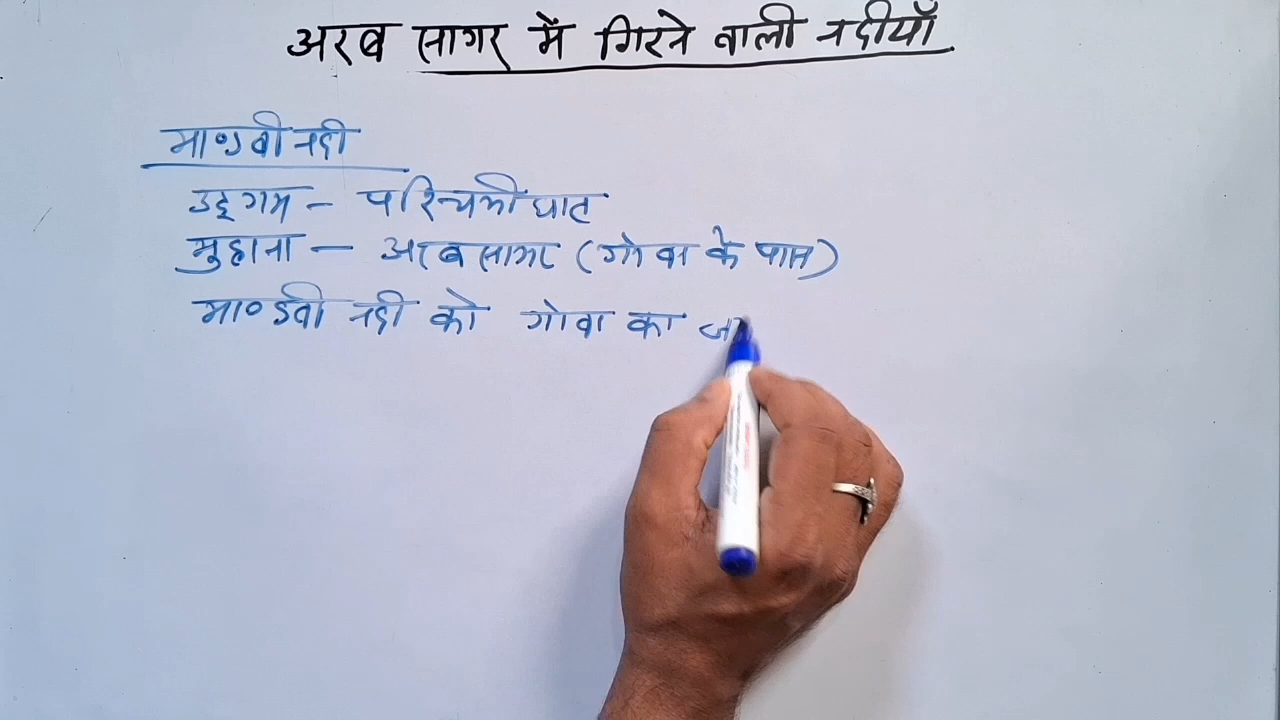 अरब सागर में गिरने वाली नदीयाँ
माण्डवी नदी
उद्गम – पश्चिमी घाट
मुहाना – अरब सागर (गोवा के पास)
माण्डवी नदी को गोवा का